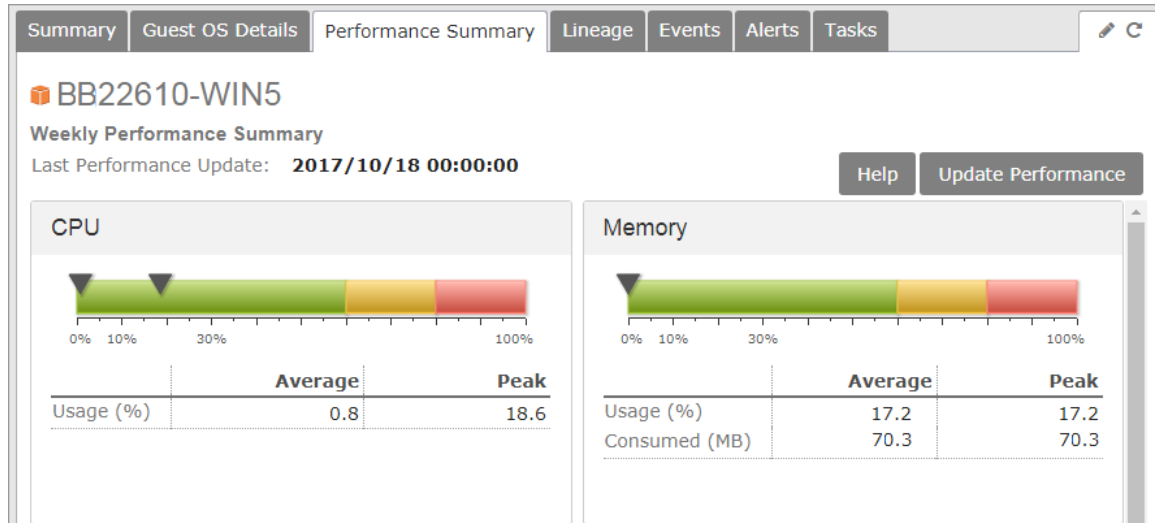 Summary Guest OS Details Performance Summary Lineage Events Alerts Tasks
BB22610-WIN5
Weekly Performance Summary
Last Performance Update: 2017/10/18 00:00:00
Help Update Performance
CPU
0% 10% 30% 100%
Average Peak
Usage (%) 0.8 18.6
Memory
0% 10% 30% 100%
Average Peak
Usage (%) 17.2 17.2
Consumed (MB) 70.3 70.3